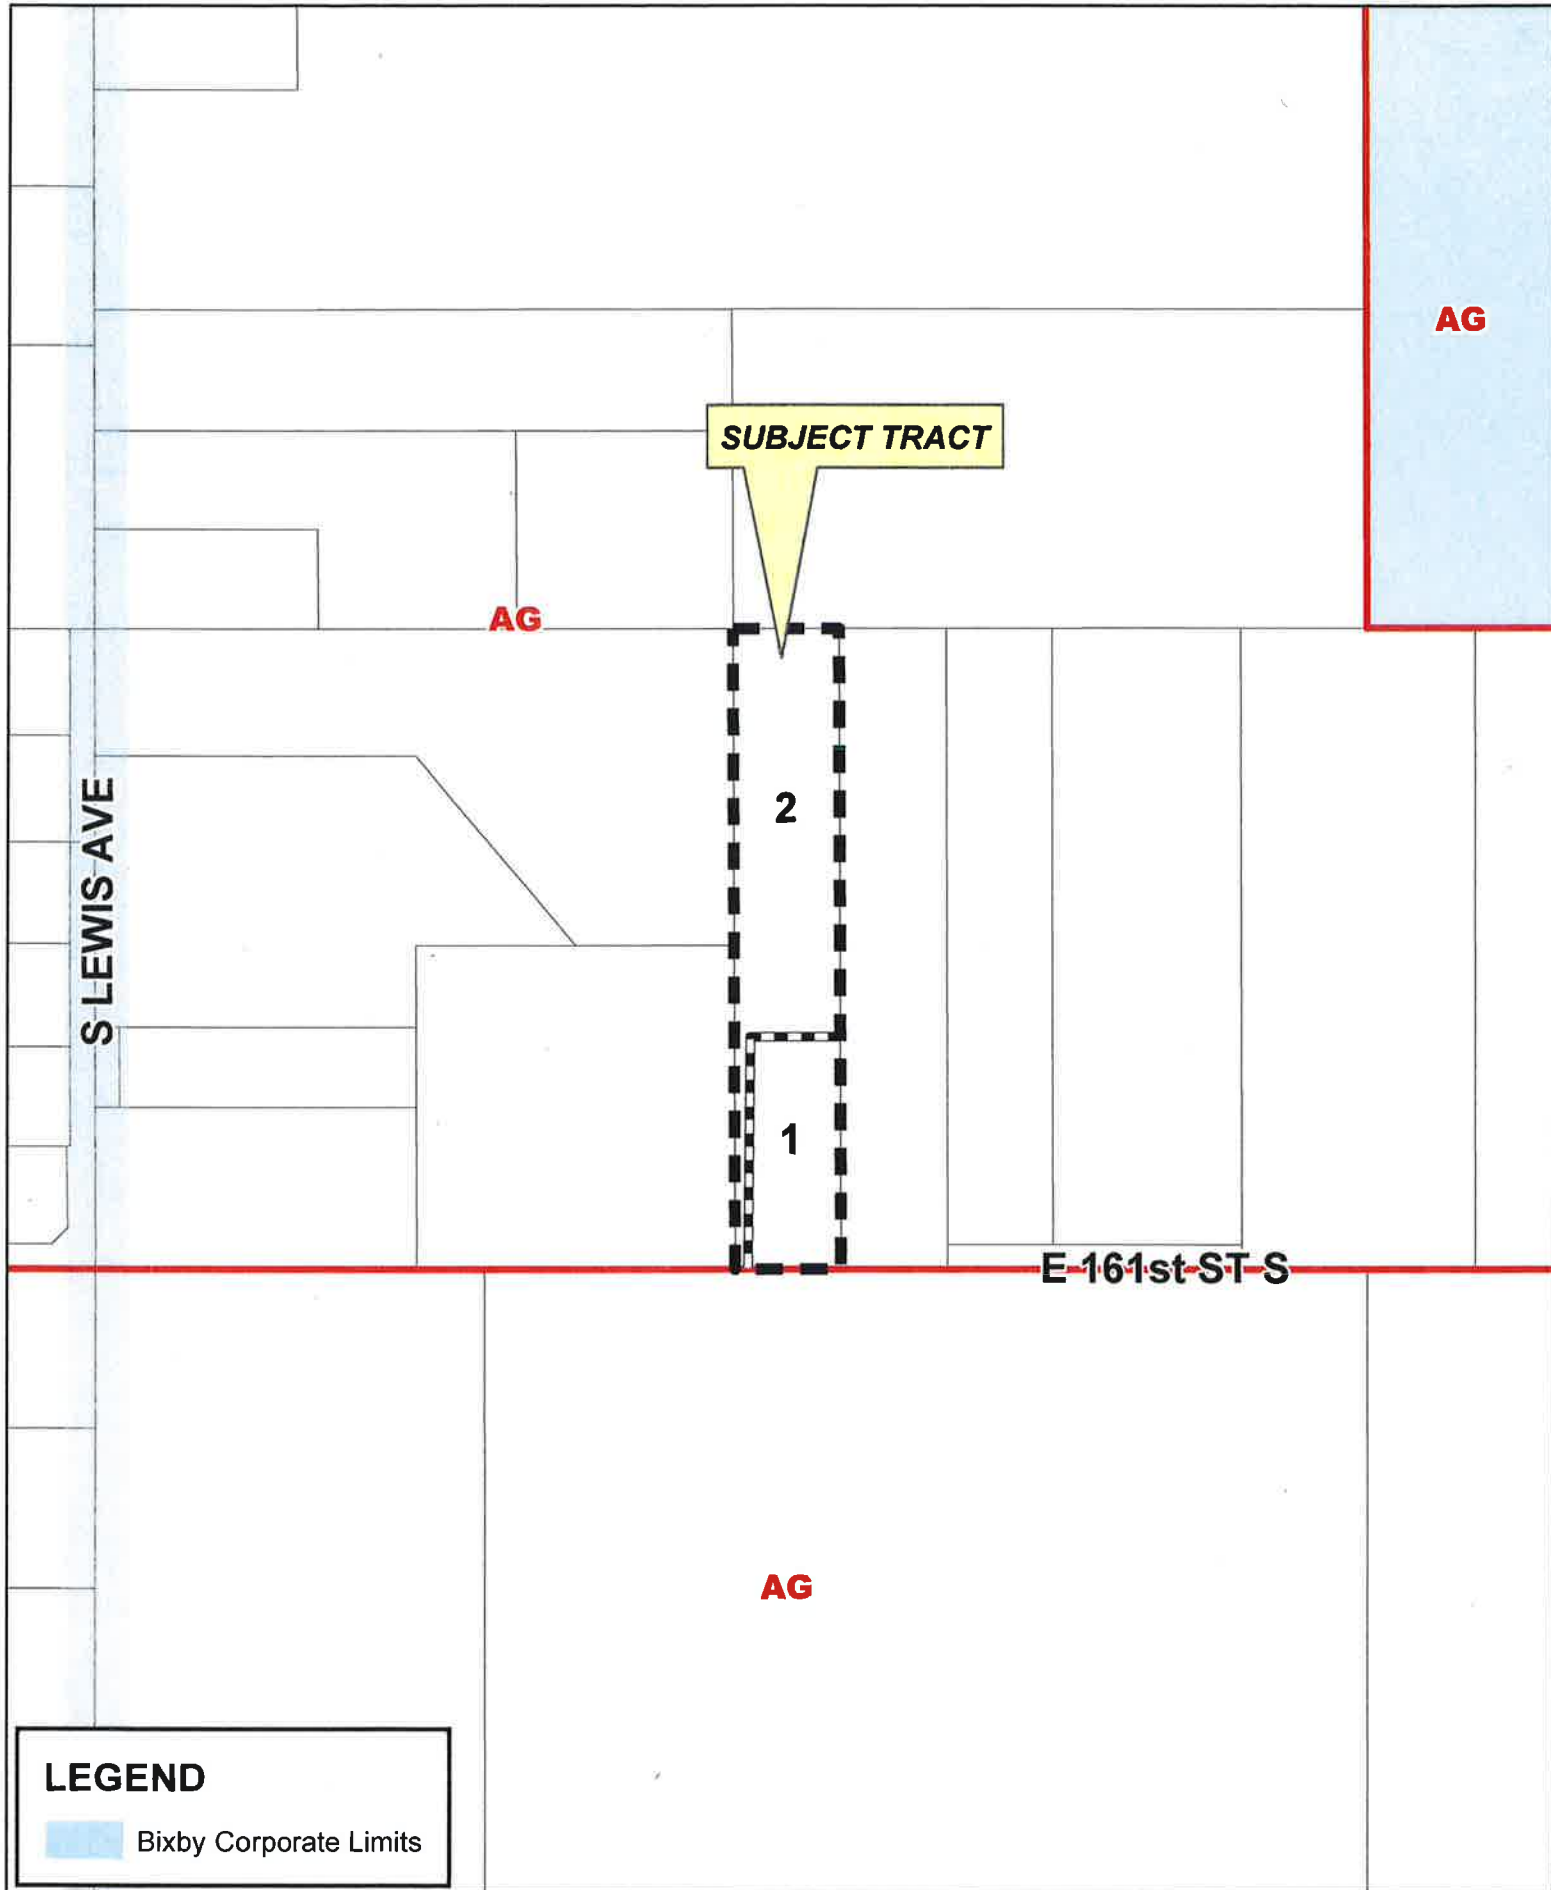 AG
SUBJECT TRACT
AG
2
S LEWIS AVE
1
E 161st ST S
AG
LEGEND
Bixby Corporate Limits